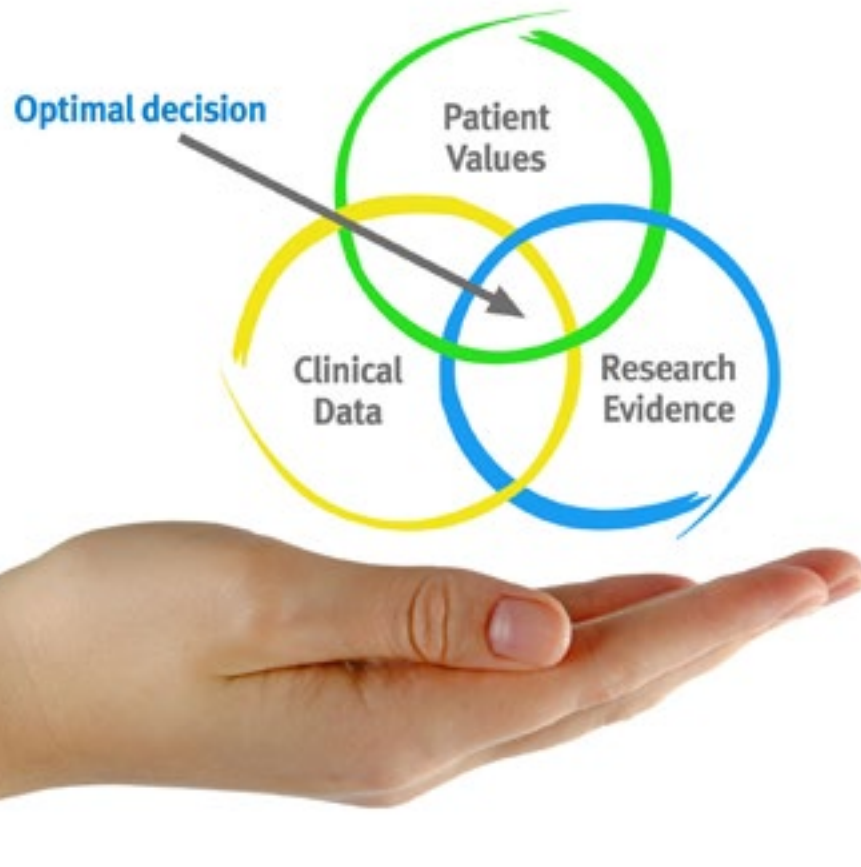 Optimal decision
Patient
Values
Clinical
Data
Research
Evidence